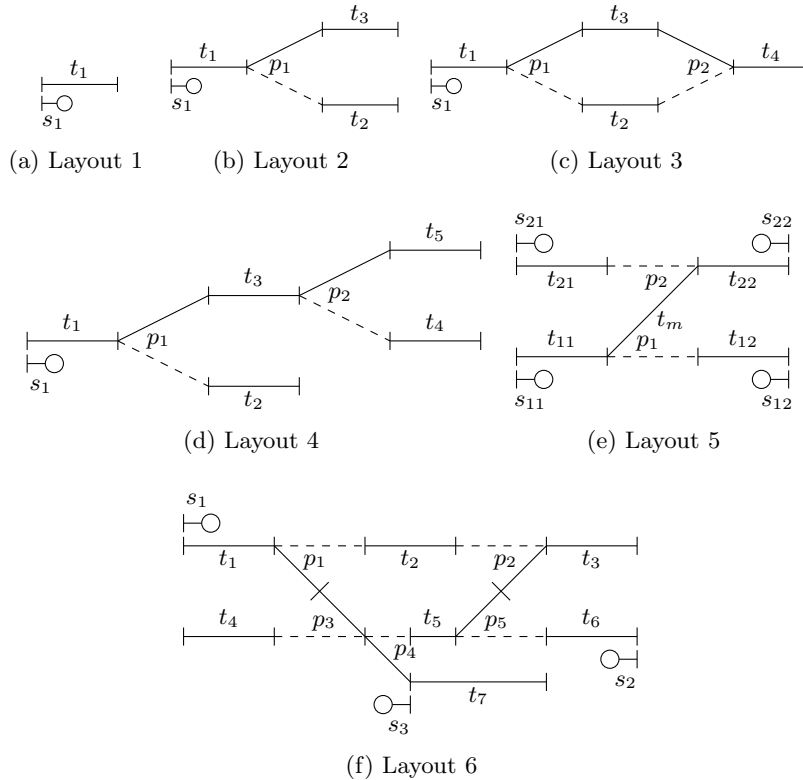 t1
s1
(a) Layout 1
t3
t1
p1
s1
t2
(b) Layout 2
t3
t1
p1
p2
t4
s1
t2
(c) Layout 3
t5
t3
t1
p2
p1
t4
s1
t2
(d) Layout 4
s21
s22
t21
p2
t22
tm
t11
p1
t12
s11
s12
(e) Layout 5
s1
t1
p1
t2
p2
t3
t4
p3
t5
p5
t6
p4
s2
t7
s3
(f) Layout 6